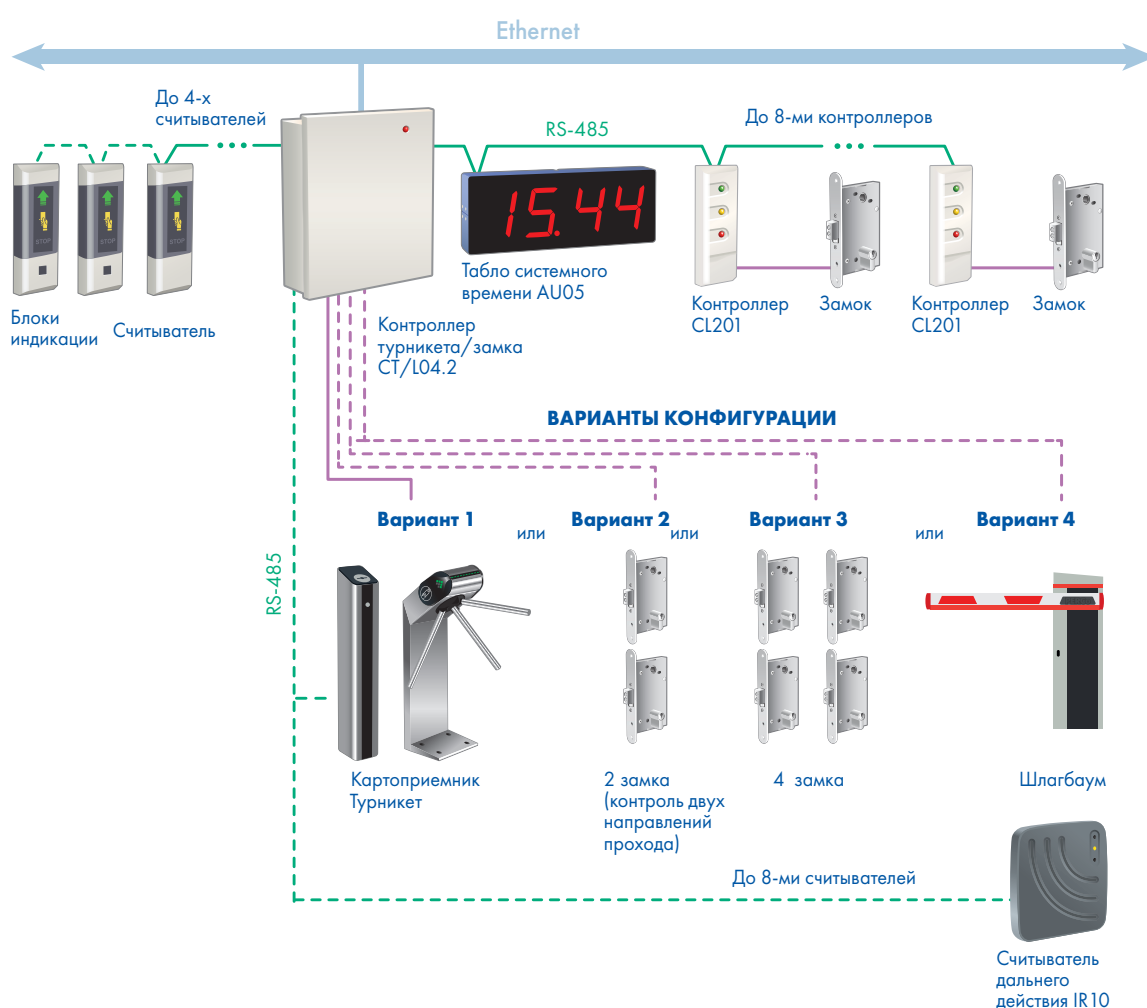 Ethernet
До 4-х
считывателей
RS-485
До 8-ми контроллеров
STOP
STOP
STOP
15.44
Табло системного
времени AU05
Контроллер
CL201
Замок
Контроллер
CL201
Замок
Блоки
индикации
Считыватель
Контроллер
турникета/замка
CT/L04.2
ВАРИАНТЫ КОНФИГУРАЦИИ
Вариант 1
или
Вариант 2
или
Вариант 3
или
Вариант 4
RS-485
Картоприемник
Турникет
2 замка
(контроль двух
направлений
прохода)
4 замка
Шлагбаум
До 8-ми считывателей
Считыватель
дальнего
действия IR10